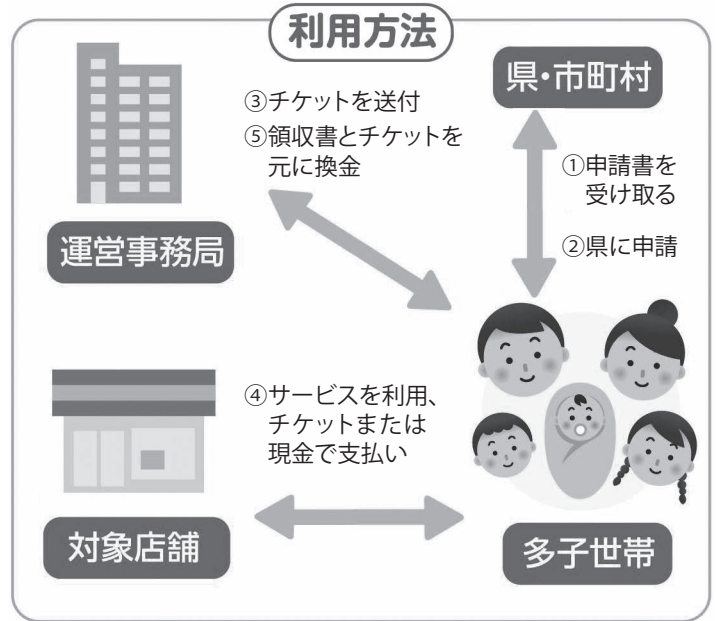 利用方法
県・市町村
③チケットを送付
⑤領収書とチケットを
元に換金
①申請書を
受け取る
②県に申請
運営事務局
④サービスを利用、
チケットまたは
現金で支払い
対象店舗
多子世帯